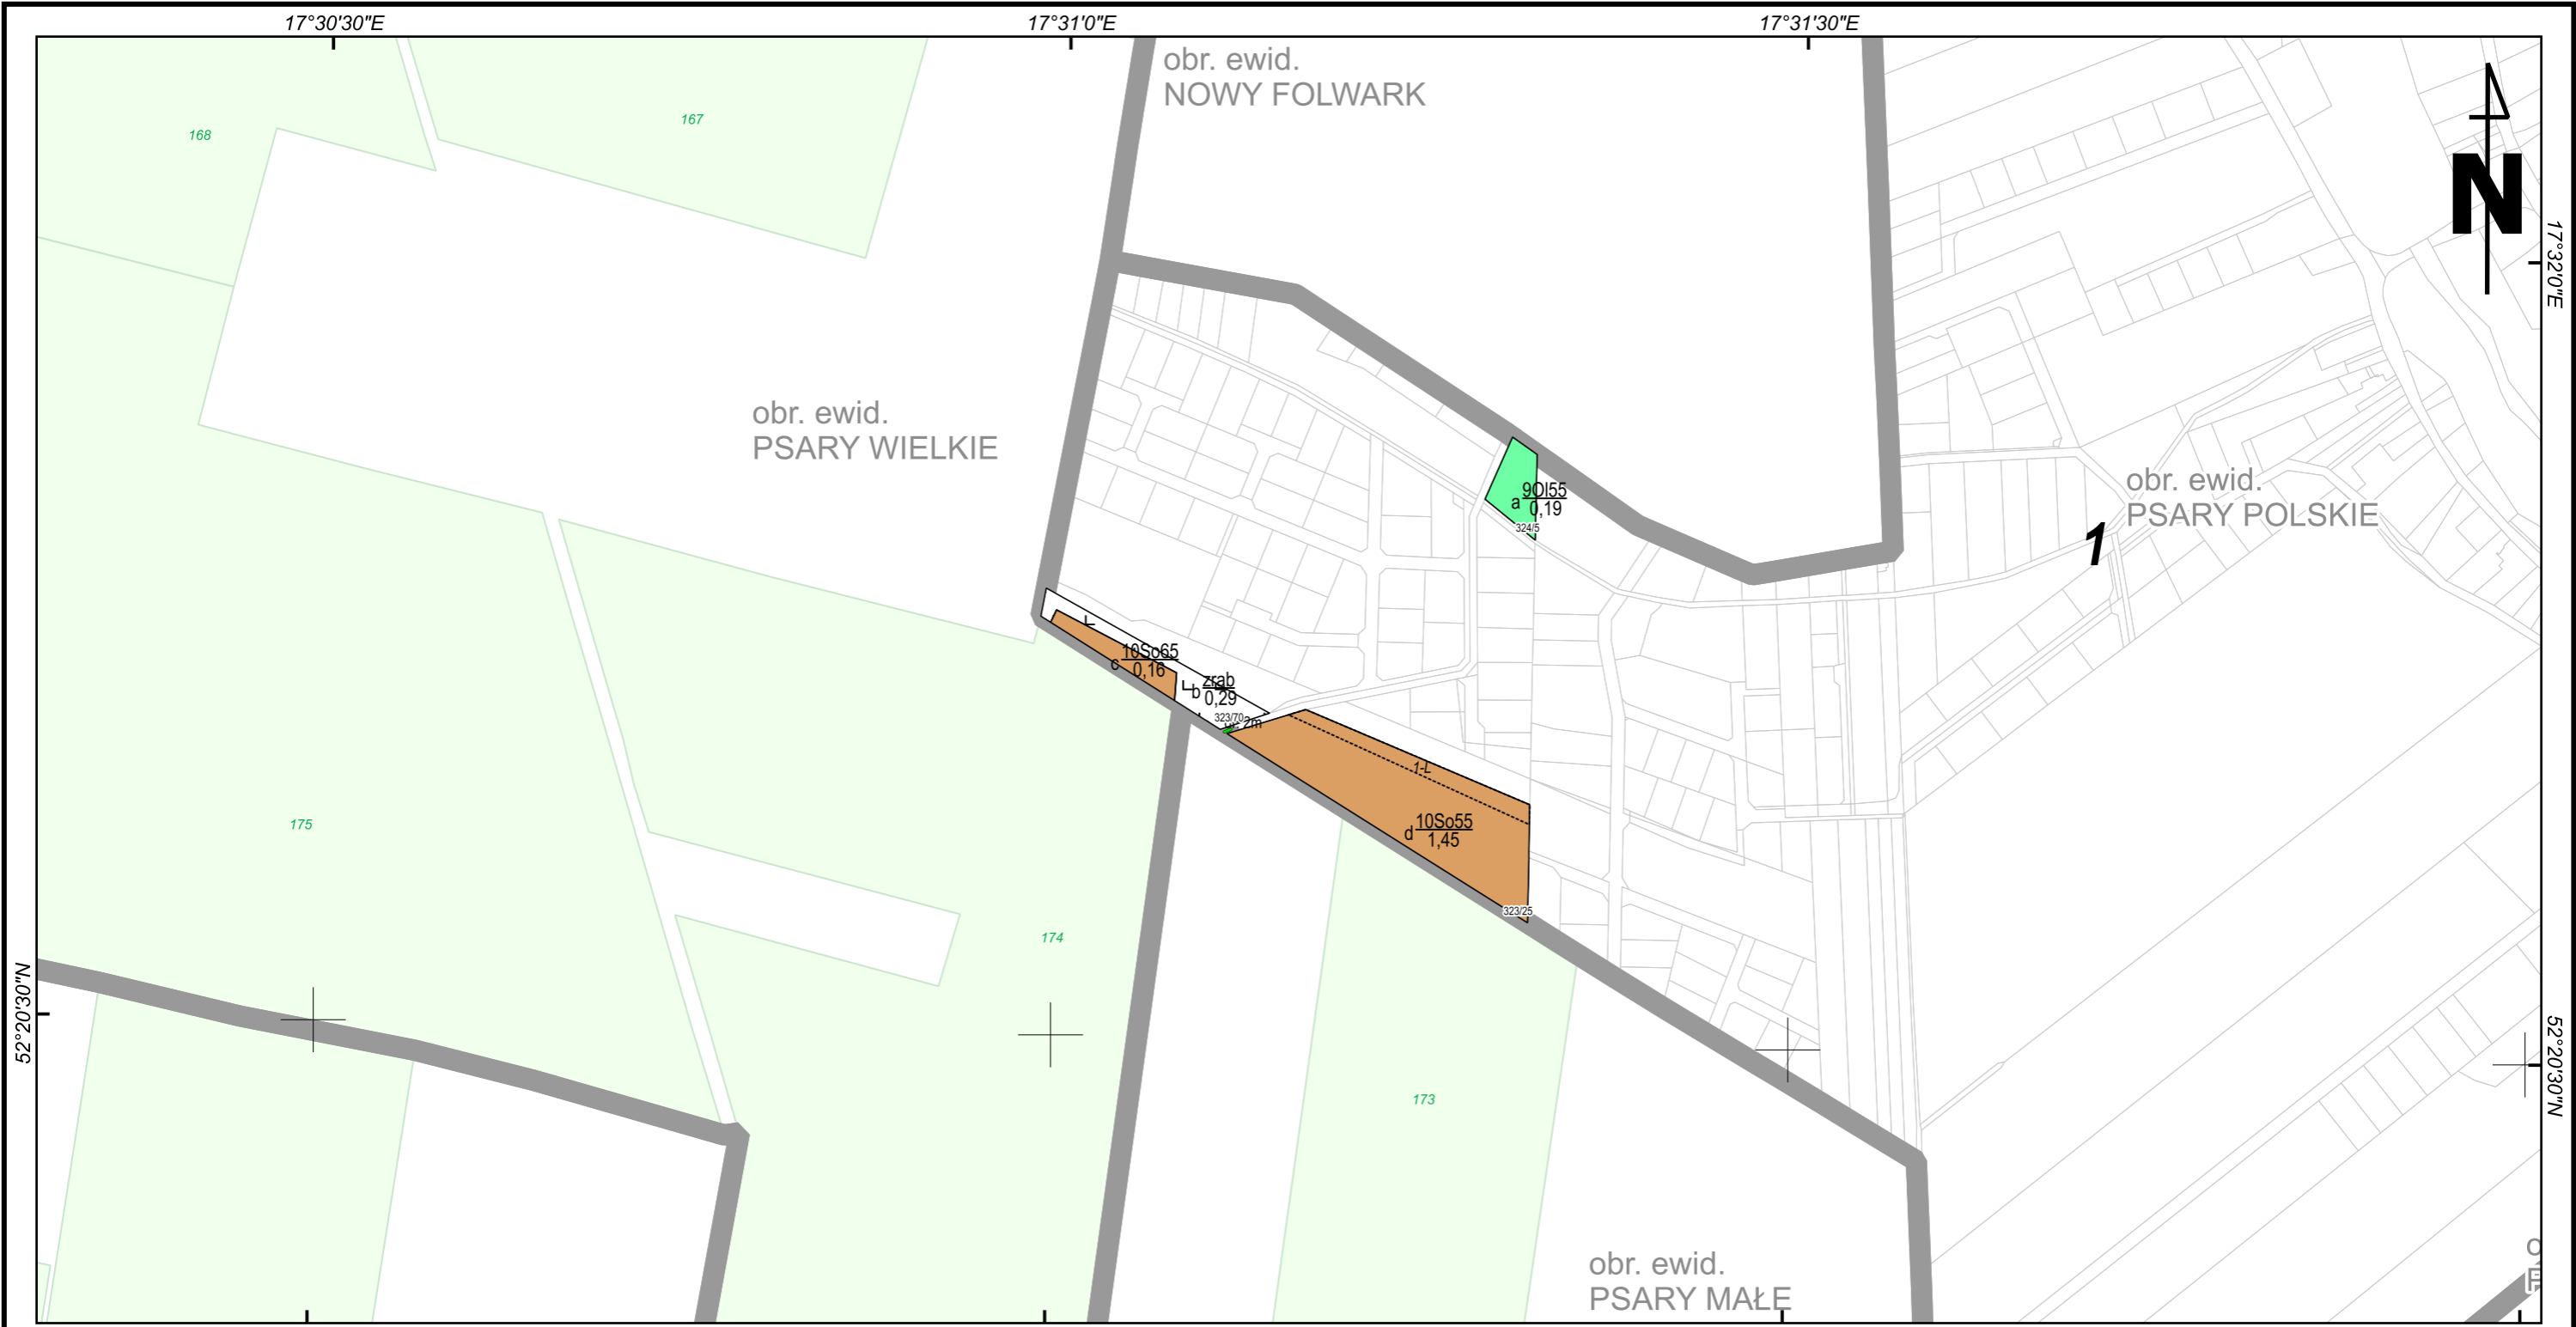 17°30'30"E
17°31'0"E
17°31'30"E
obr. ewid.
NOWY FOLWARK
168
167
N
17°32'0"E
obr. ewid.
PSARY WIELKIE
obr. ewid.
PSARY POLSKIE
1
a 9Ol55
0,19
324/5
c 10So65
0,16
b zrąb
0,29
323/70
2m
1-L
d 10So55
1,45
323/25
175
174
173
52°20'30"N
52°20'30"N
obr. ewid.
PSARY MAŁE